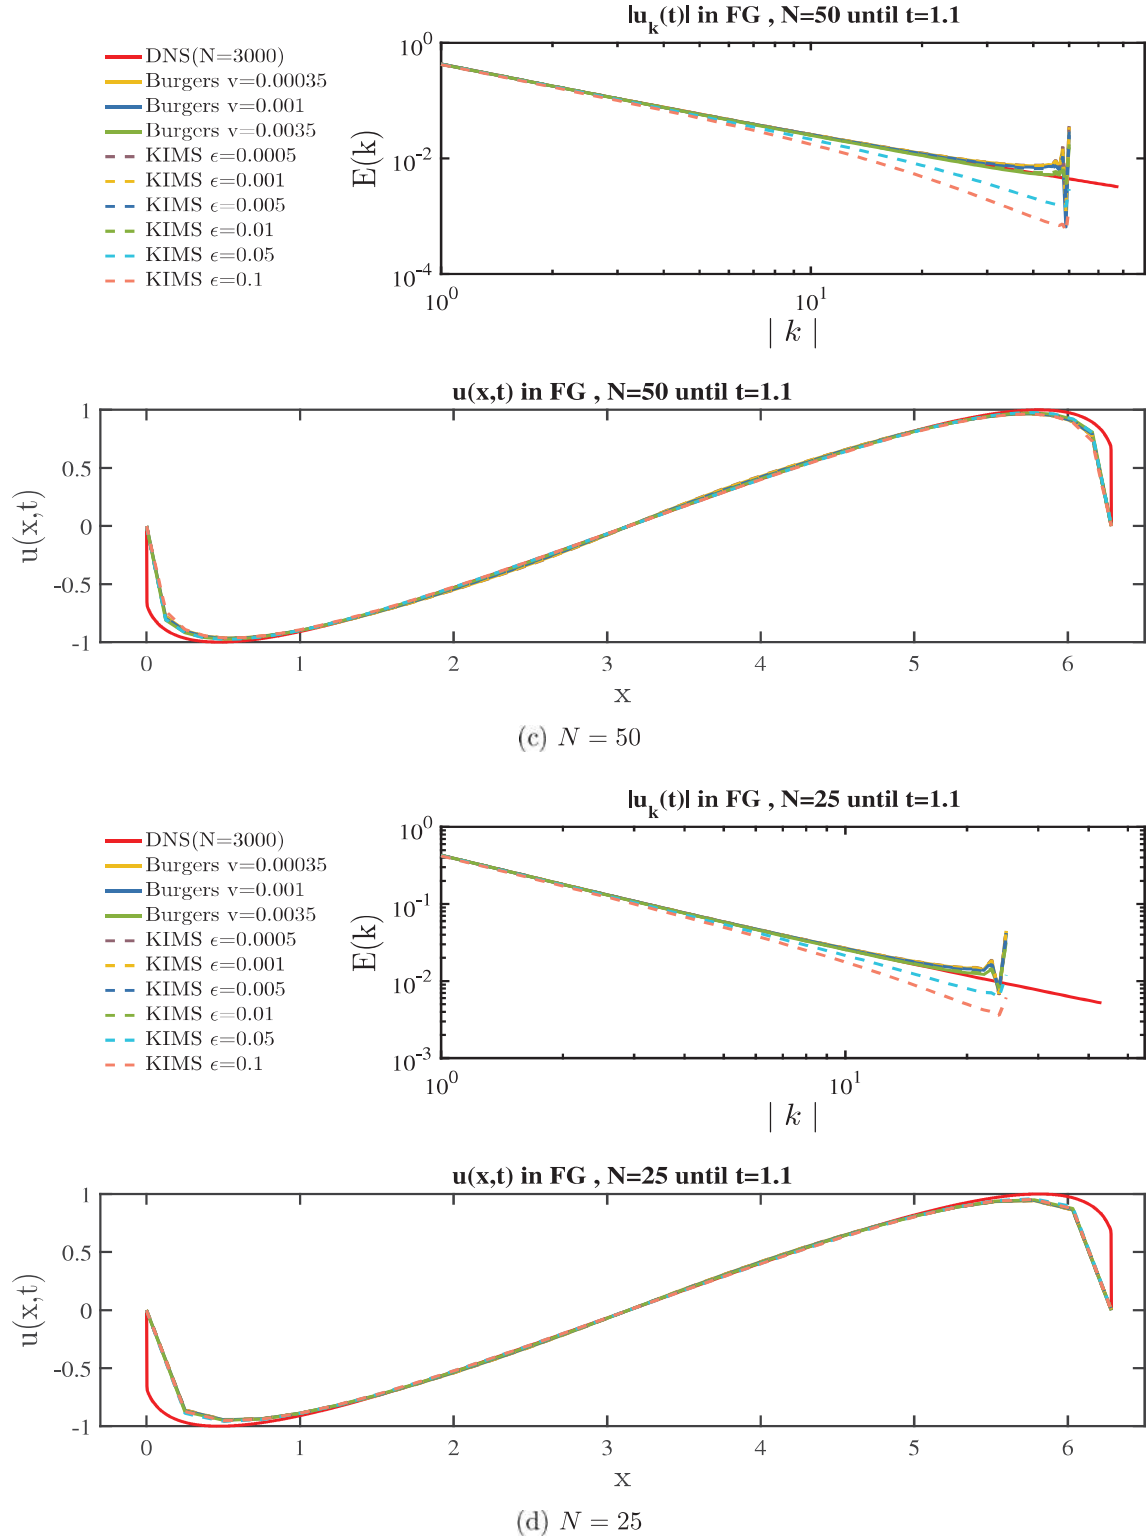 |u_k(t)| in FG , N=50 until t=1.1
DNS(N=3000)
Burgers v=0.00035
Burgers v=0.001
Burgers v=0.0035
KIMS ϵ=0.0005
KIMS ϵ=0.001
KIMS ϵ=0.005
KIMS ϵ=0.01
KIMS ϵ=0.05
KIMS ϵ=0.1
E(k)
10^0
10^-2
10^-4
10^0 10^1
| k |
u(x,t) in FG , N=50 until t=1.1
u(x,t)
1
0.5
0
-0.5
-1
0 1 2 3 4 5 6
x
(c) N = 50
|u_k(t)| in FG , N=25 until t=1.1
DNS(N=3000)
Burgers v=0.00035
Burgers v=0.001
Burgers v=0.0035
KIMS ϵ=0.0005
KIMS ϵ=0.001
KIMS ϵ=0.005
KIMS ϵ=0.01
KIMS ϵ=0.05
KIMS ϵ=0.1
E(k)
10^0
10^-1
10^-2
10^-3
10^0 10^1
| k |
u(x,t) in FG , N=25 until t=1.1
u(x,t)
1
0.5
0
-0.5
-1
0 1 2 3 4 5 6
x
(d) N = 25